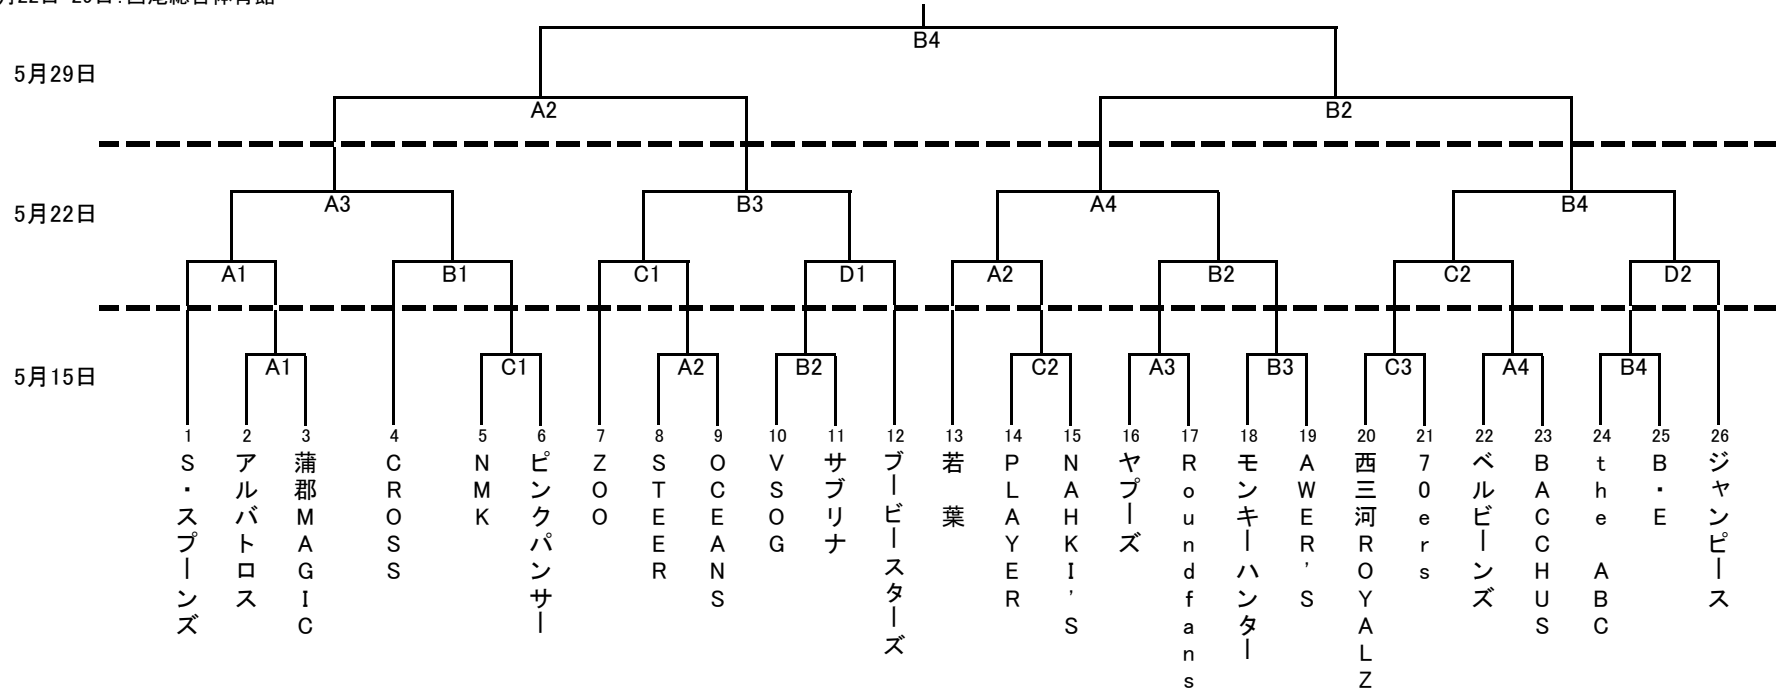 B4
5月29日
A2 B2
A3 B3 A4 B4
5月22日
A1 B1 C1 D1 A2 B2 C2 D2
A1 C1 A2 B2 C2 A3 B3 C3 A4 B4
5月15日
1 2 3 4 5 6 7 8 9 10 11 12 13 14 15 16 17 18 19 20 21 22 23 24 25 26
S・スプーンズ
アルバトロス
蒲郡MAGIC
CROSS
NMK
ピンクパンサー
ZOO
STEER
OCEANS
VSOG
サブリナ
ブービースターズ
若 葉
PLAYER
NAHKI'S
ヤプーズ
Roundfans
モンキーハンター
AWER'S
西三河ROYALZ
70ers
ベルビーンズ
BACCHUS
the ABC
B・E
ジャンピース